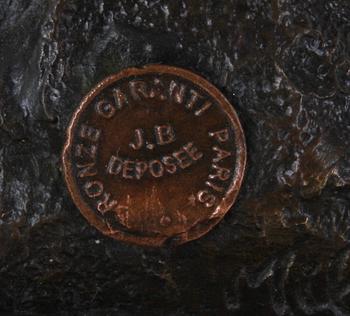 BRONZE GARANTI PARIS
J.B
DEPOSEE